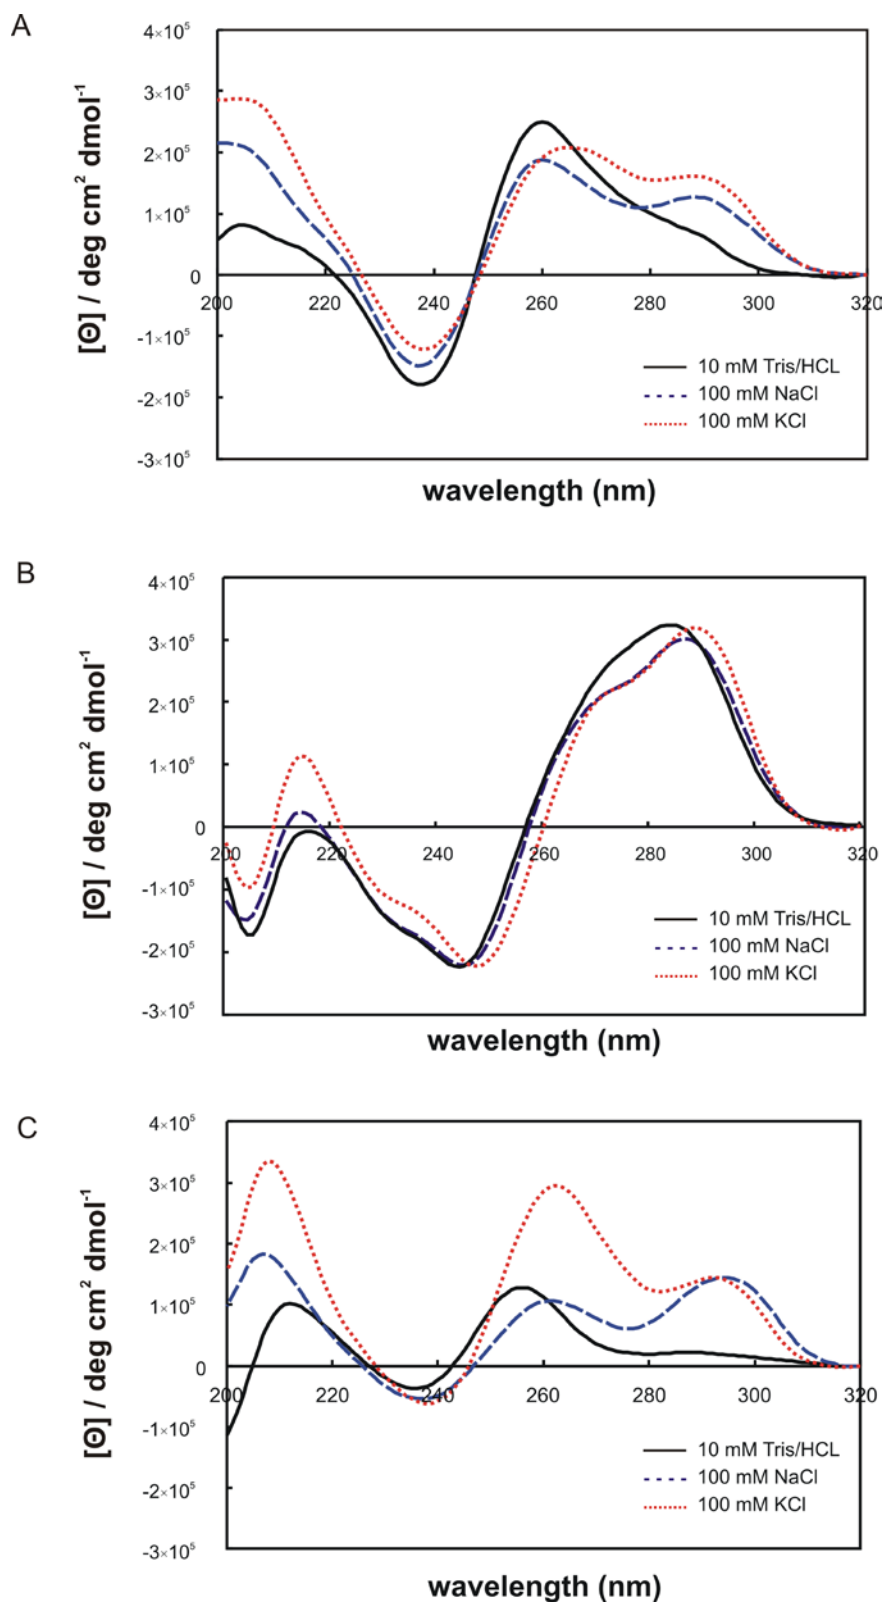 A
4×10⁵
3×10⁵
2×10⁵
1×10⁵
0
-1×10⁵
-2×10⁵
-3×10⁵
[Θ] / deg cm² dmol⁻¹
200 220 240 260 280 300 320
10 mM Tris/HCL
100 mM NaCl
100 mM KCl
wavelength (nm)
B
4×10⁵
3×10⁵
2×10⁵
1×10⁵
0
-1×10⁵
-2×10⁵
-3×10⁵
[Θ] / deg cm² dmol⁻¹
200 220 240 260 280 300 320
10 mM Tris/HCL
100 mM NaCl
100 mM KCl
wavelength (nm)
C
4×10⁵
3×10⁵
2×10⁵
1×10⁵
0
-1×10⁵
-2×10⁵
-3×10⁵
[Θ] / deg cm² dmol⁻¹
200 220 240 260 280 300 320
10 mM Tris/HCL
100 mM NaCl
100 mM KCl
wavelength (nm)